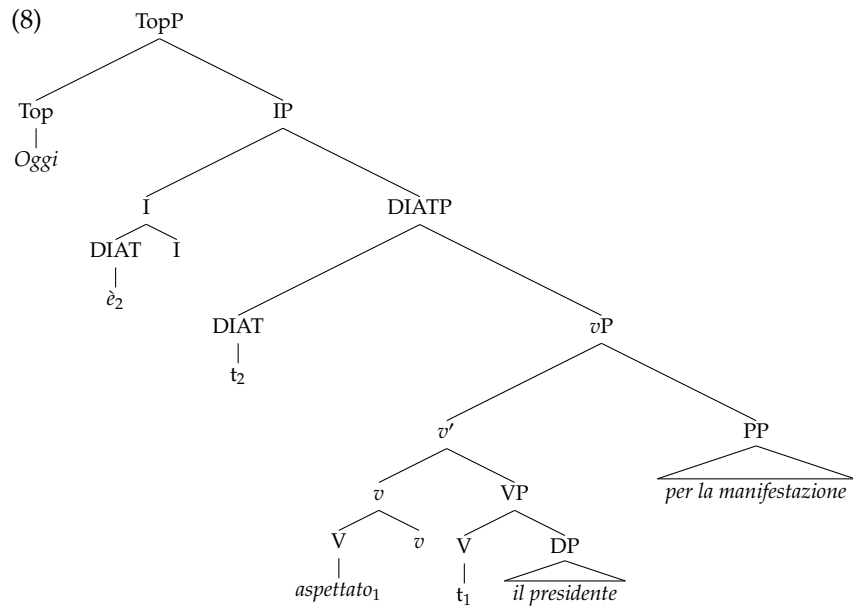 (8)
TopP
Top IP
Oggi
I DIATP
DIAT I
è₂
DIAT vP
t₂
v′ PP
per la manifestazione
v VP
V v V DP
aspettato₁ t₁ il presidente